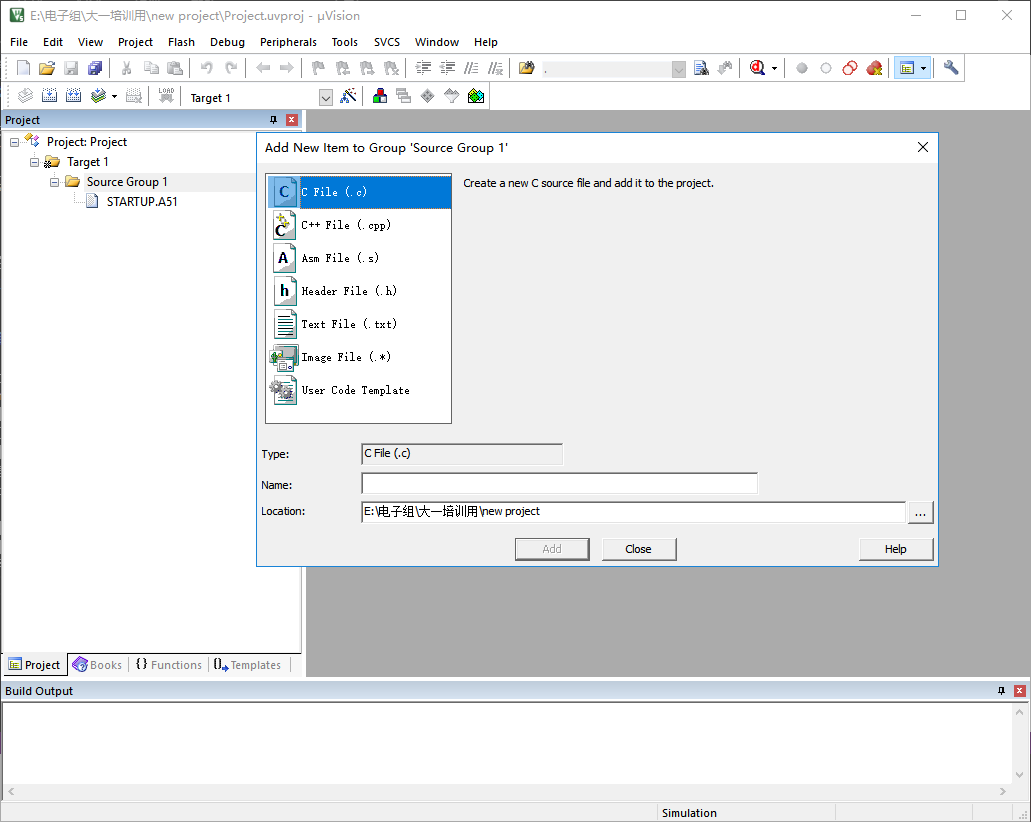 E:\电子组\大一培训用\new project\Project.uvproj - µVision
File Edit View Project Flash Debug Peripherals Tools SVCS Window Help
LOAD Target 1
Project
Project: Project
Target 1
Source Group 1
STARTUP.A51
Add New Item to Group 'Source Group 1'
C File (.c)
Create a new C source file and add it to the project.
C++ File (.cpp)
Asm File (.s)
Header File (.h)
Text File (.txt)
Image File (.*)
User Code Template
Type: C File (.c)
Name:
Location: E:\电子组\大一培训用\new project ...
Add Close Help
Project Books {} Functions Templates
Build Output
Simulation